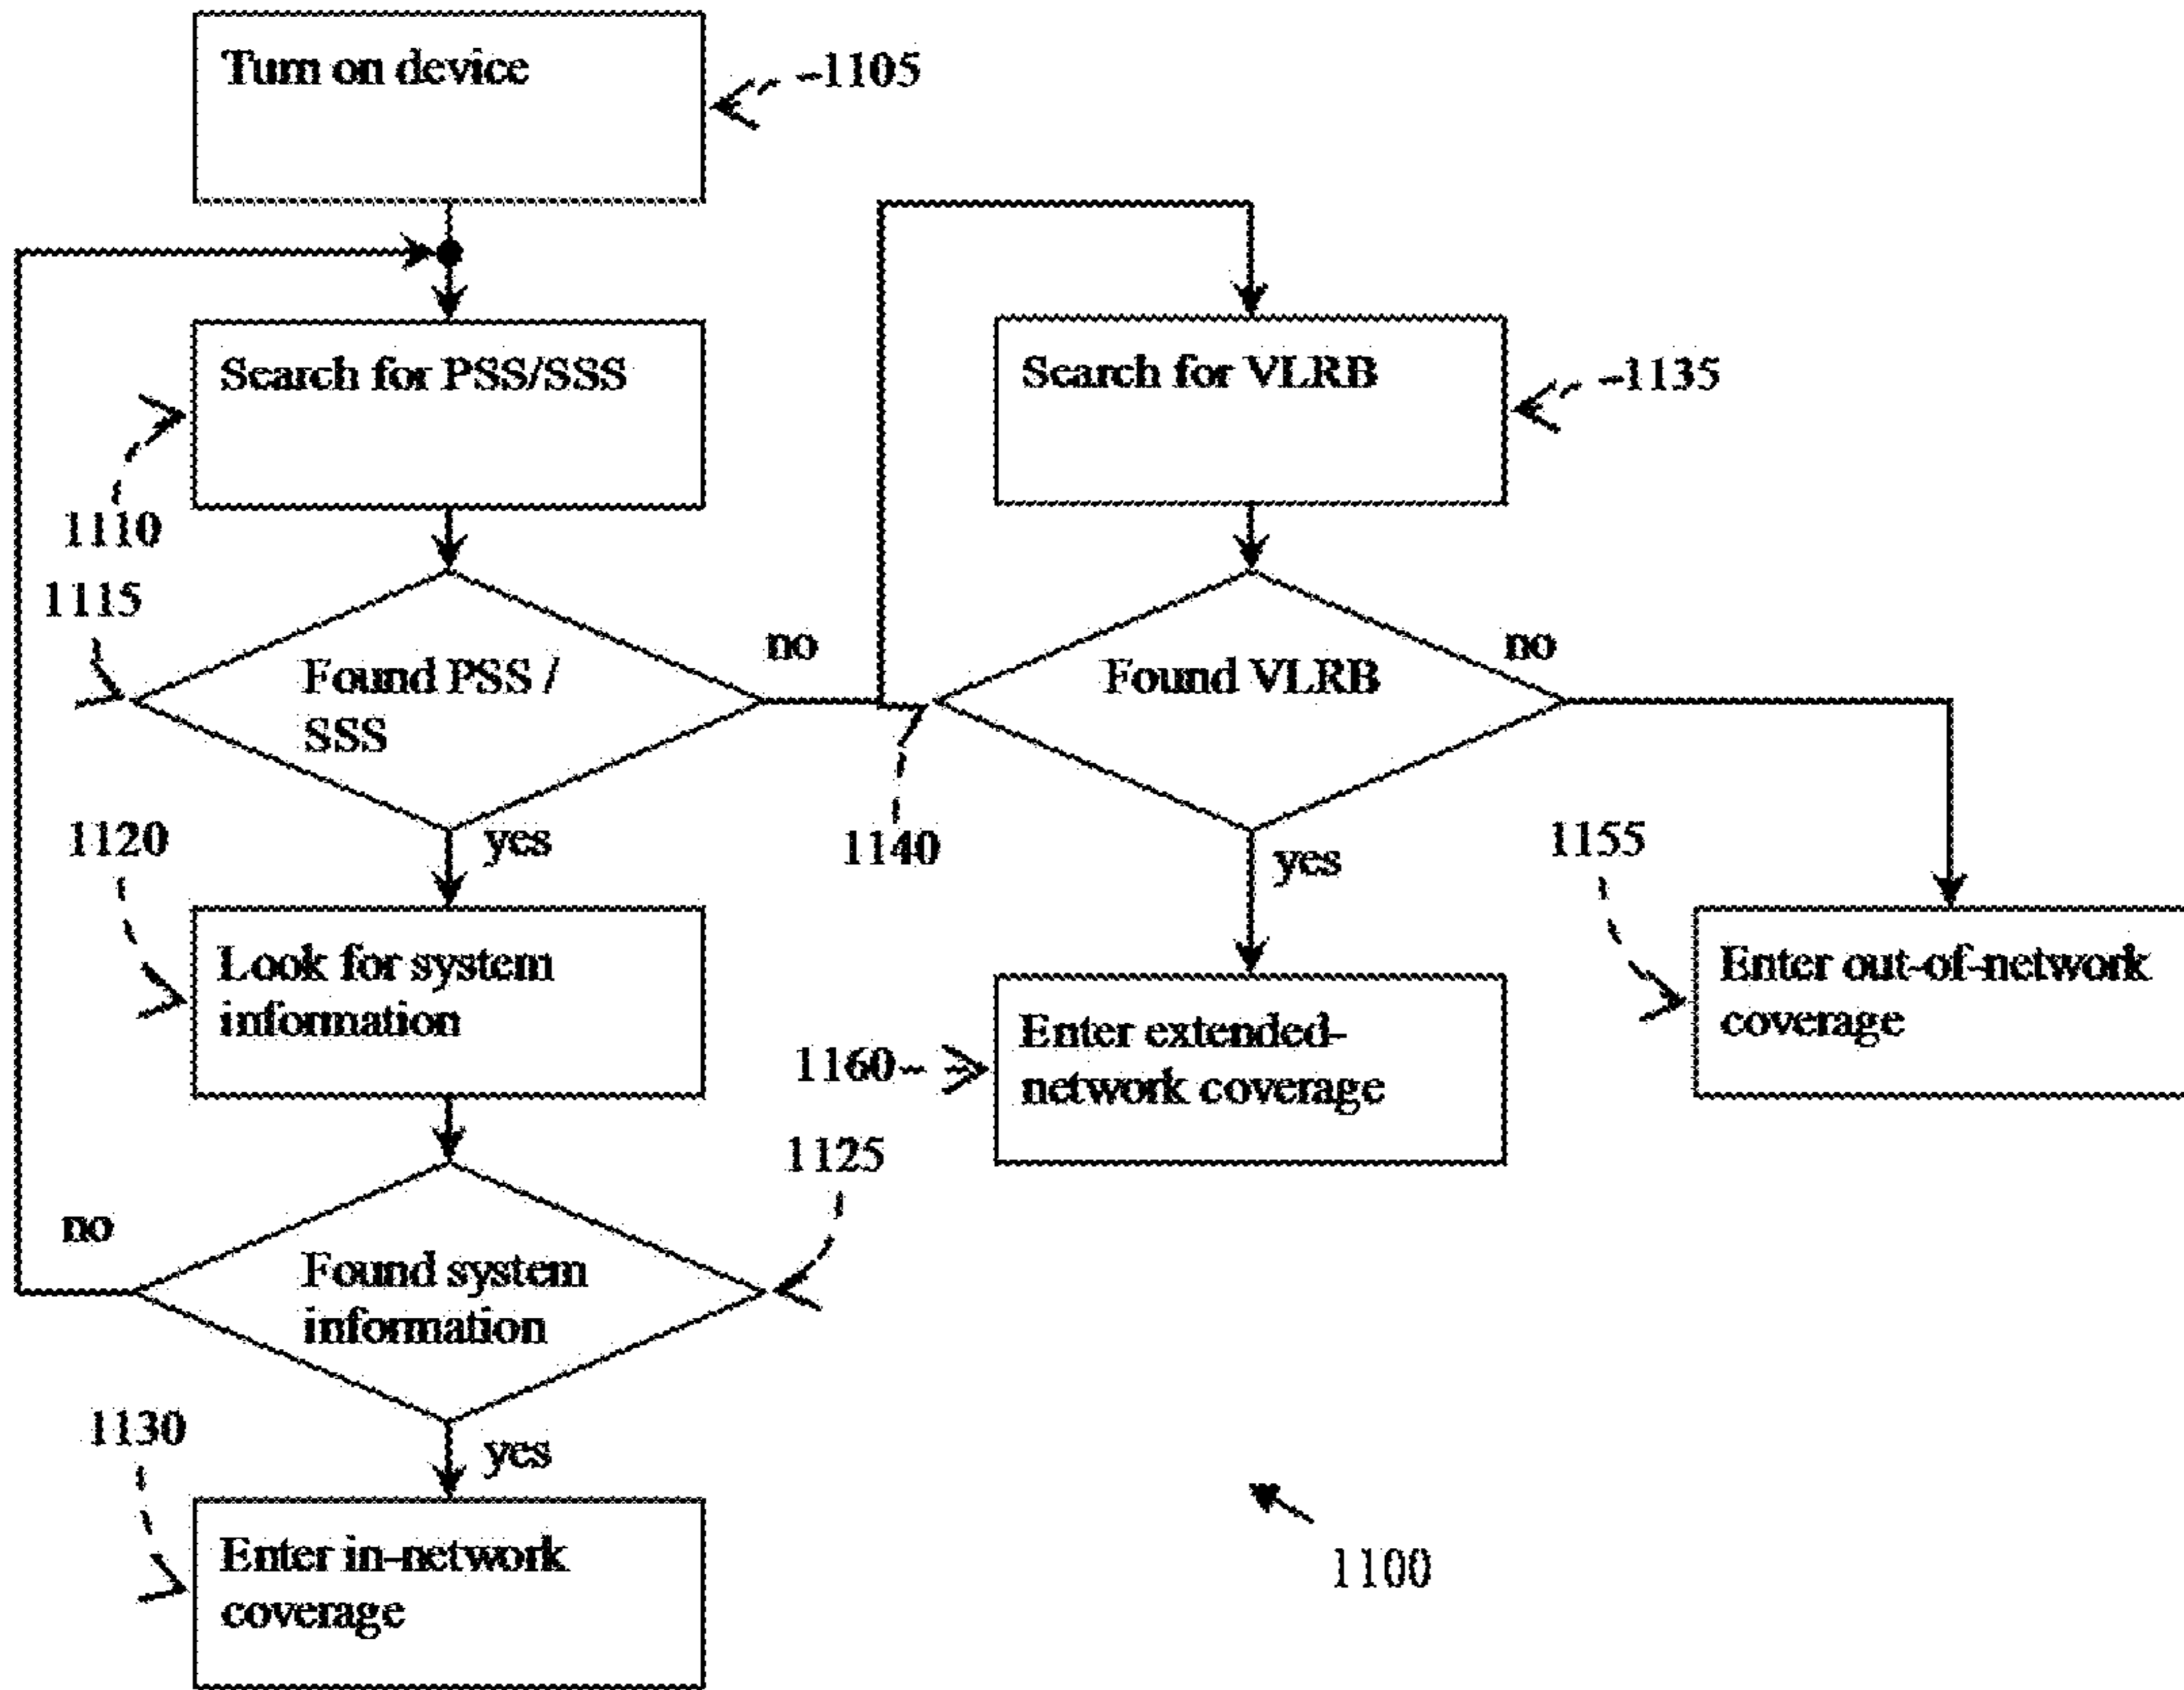 Turn on device
1105
Search for PSS/SSS
1110
Search for VLRB
1135
1115
Found PSS /
SSS
no
yes
Found VLRB
no
yes
1140
1120
Look for system
information
1155
Enter out-of-network
coverage
1160
Enter extended-
network coverage
1125
Found system
information
no
yes
1130
Enter in-network
coverage
1100